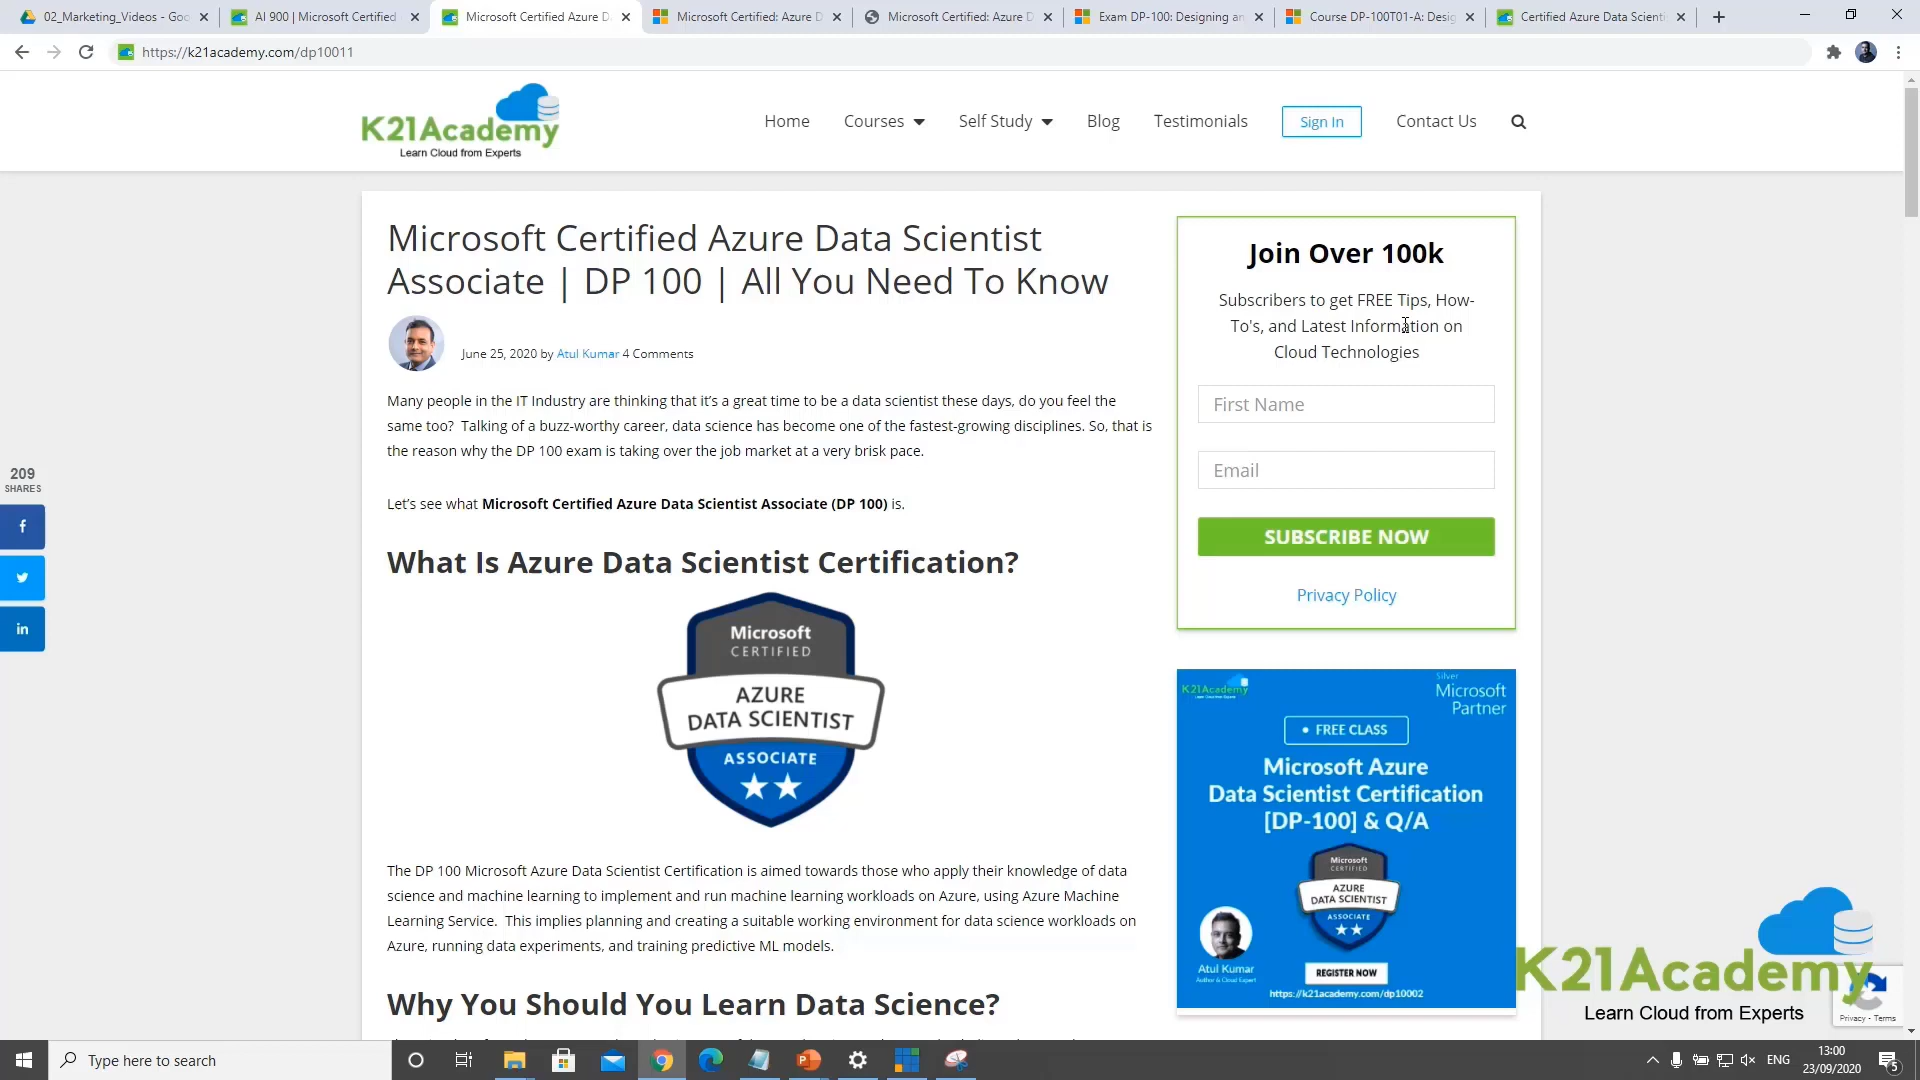 02_Marketing_Videos - Goo
AI 900 | Microsoft Certified
Microsoft Certified Azure D
Microsoft Certified: Azure D
Microsoft Certified: Azure D
Exam DP-100: Designing an
Course DP-100T01-A: Desig
Certified Azure Data Scienti
https://k21academy.com/dp10011
K21Academy
Learn Cloud from Experts
Home
Courses
Self Study
Blog
Testimonials
Sign In
Contact Us
Microsoft Certified Azure Data Scientist
Associate | DP 100 | All You Need To Know
June 25, 2020 by Atul Kumar 4 Comments
Many people in the IT Industry are thinking that it's a great time to be a data scientist these days, do you feel the
same too? Talking of a buzz-worthy career, data science has become one of the fastest-growing disciplines. So, that is
the reason why the DP 100 exam is taking over the job market at a very brisk pace.
Let's see what Microsoft Certified Azure Data Scientist Associate (DP 100) is.
What Is Azure Data Scientist Certification?
Microsoft
CERTIFIED
AZURE
DATA SCIENTIST
ASSOCIATE
The DP 100 Microsoft Azure Data Scientist Certification is aimed towards those who apply their knowledge of data
science and machine learning to implement and run machine learning workloads on Azure, using Azure Machine
Learning Service. This implies planning and creating a suitable working environment for data science workloads on
Azure, running data experiments, and training predictive ML models.
Why You Should You Learn Data Science?
209
SHARES
Join Over 100k
Subscribers to get FREE Tips, How-
To's, and Latest Information on
Cloud Technologies
First Name
Email
SUBSCRIBE NOW
Privacy Policy
K21Academy
Silver
Microsoft
Partner
• FREE CLASS
Microsoft Azure
Data Scientist Certification
[DP-100] & Q/A
Microsoft
CERTIFIED
AZURE
DATA SCIENTIST
ASSOCIATE
Atul Kumar
Author & Cloud Expert
REGISTER NOW
https://k21academy.com/dp10002
K21Academy
Learn Cloud from Experts
Privacy - Terms
Type here to search
ENG
13:00
23/09/2020
5